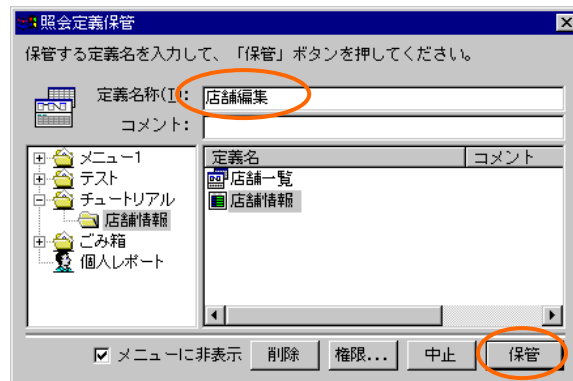 照会定義保管
保管する定義名を入力して、「保管」ボタンを押してください。
定義名称(I): 店舗編集
コメント:
定義名 コメント
メニュー1
テスト
チュートリアル
店舗情報
ごみ箱
個人レポート
店舗一覧
店舗情報
メニューに非表示 削除 権限... 中止 保管